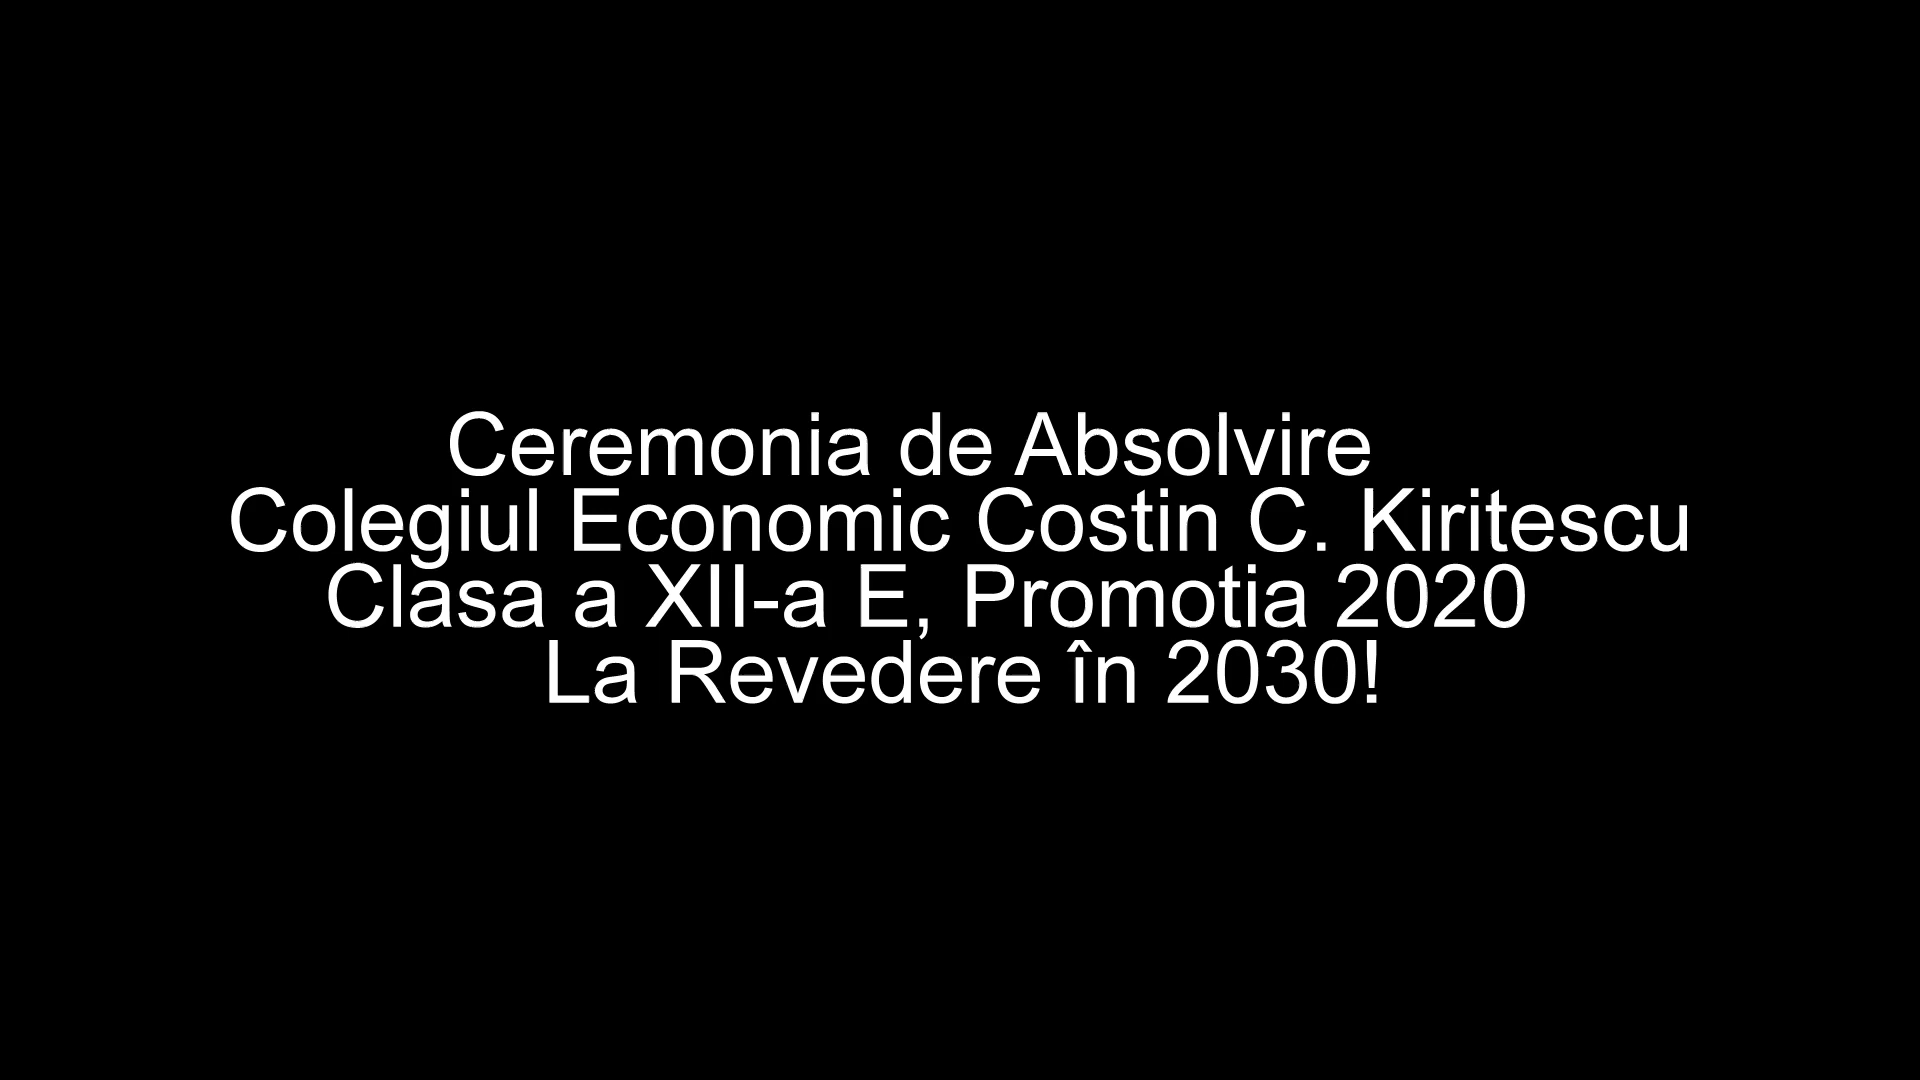 Ceremonia de Absolvire
Colegiul Economic Costin C. Kiritescu
Clasa a XII-a E, Promotia 2020
La Revedere în 2030!